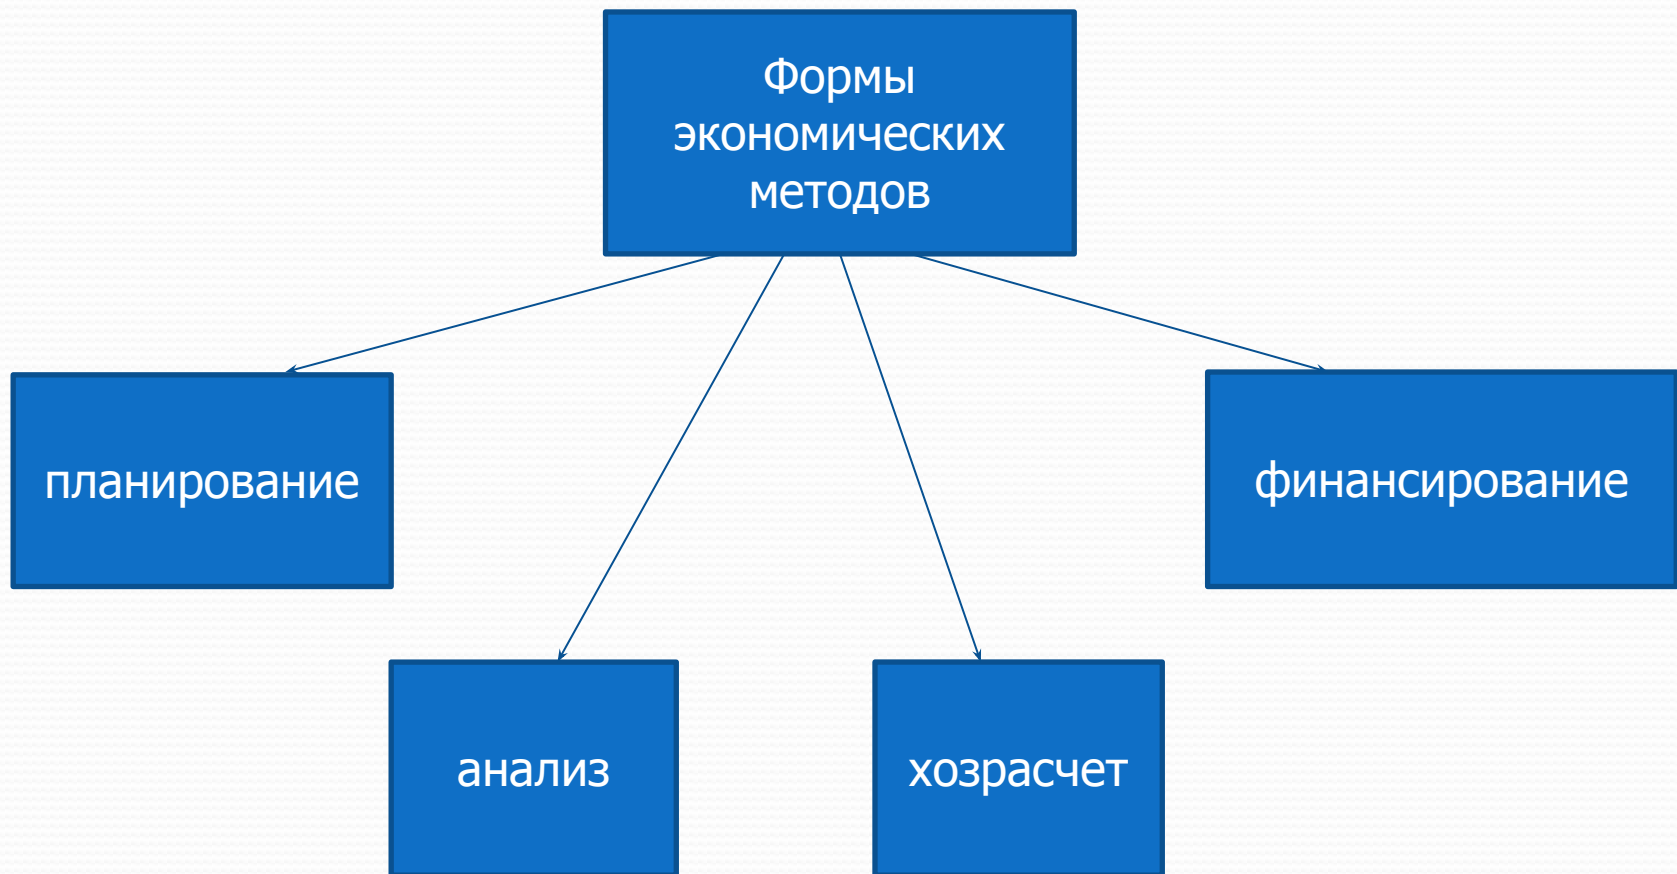 Формы
экономических
методов
планирование
финансирование
анализ
хозрасчет